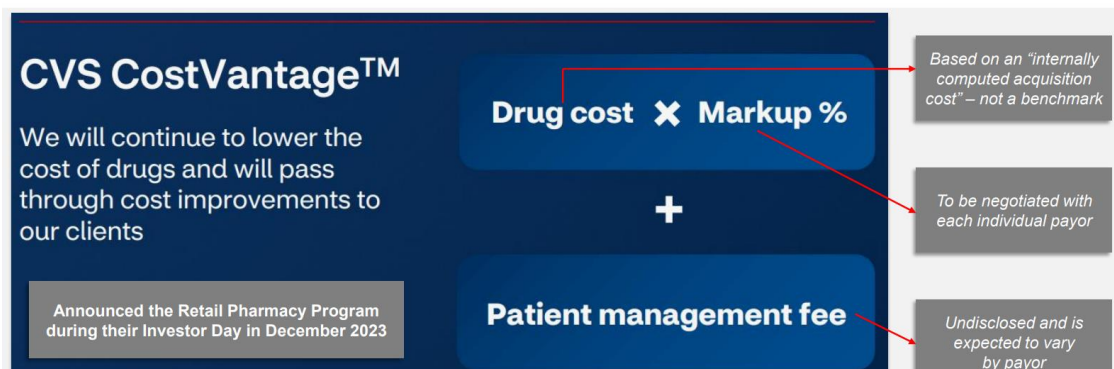 CVS CostVantage™
We will continue to lower the
cost of drugs and will pass
through cost improvements to
our clients
Announced the Retail Pharmacy Program
during their Investor Day in December 2023
Drug cost × Markup %
+
Patient management fee
Based on an “internally
computed acquisition
cost” – not a benchmark
To be negotiated with
each individual payor
Undisclosed and is
expected to vary
by payor